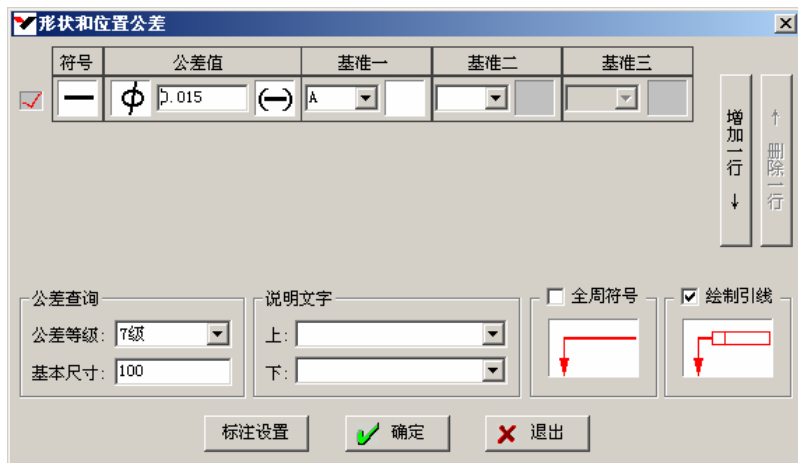 形状和位置公差
符号 公差值 基准一 基准二 基准三
0.015 A
增加一行 ↓
↑ 删除一行
公差查询 说明文字 全周符号 绘制引线
公差等级: 7级 上:
基本尺寸: 100 下:
标注设置 确定 退出